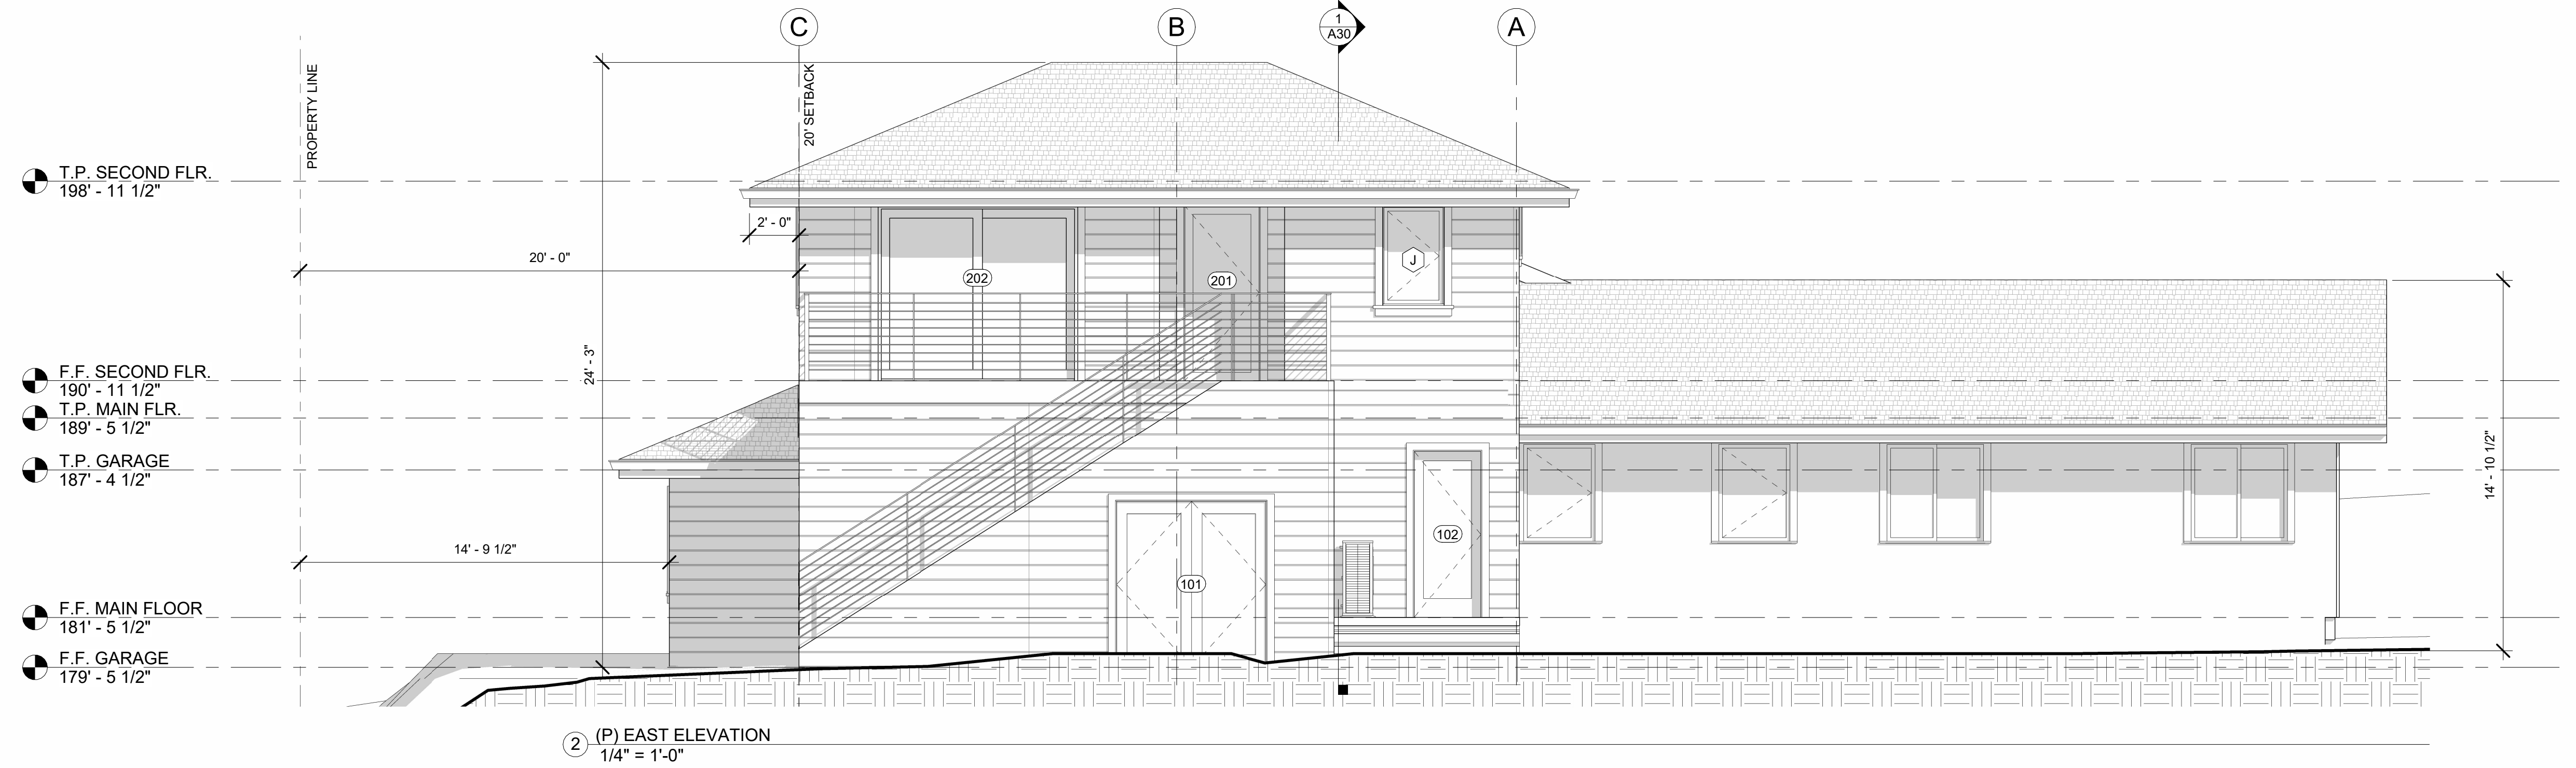 C
B
1
A30
A
PROPERTY LINE
20' SETBACK
T.P. SECOND FLR.
198' - 11 1/2"
2' - 0"
20' - 0"
202
201
J
24' - 3"
F.F. SECOND FLR.
190' - 11 1/2"
T.P. MAIN FLR.
189' - 5 1/2"
T.P. GARAGE
187' - 4 1/2"
14' - 10 1/2"
14' - 9 1/2"
102
101
F.F. MAIN FLOOR
181' - 5 1/2"
F.F. GARAGE
179' - 5 1/2"
2
(P) EAST ELEVATION
1/4" = 1'-0"